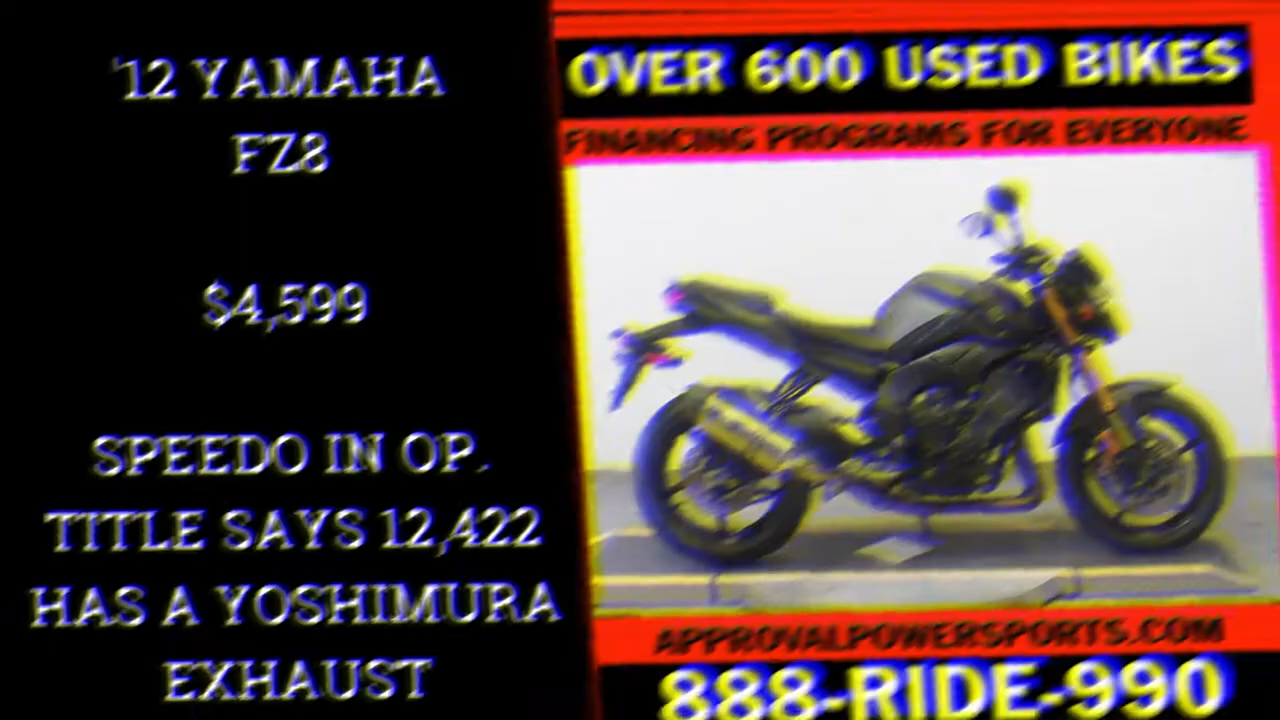 '12 YAMAHA
FZ8
$4,599
SPEEDO IN OP.
TITLE SAYS 12,422
HAS A YOSHIMURA
EXHAUST
OVER 600 USED BIKES
FINANCING PROGRAMS FOR EVERYONE
APPROVALPOWERSPORTS.COM
888-RIDE-990